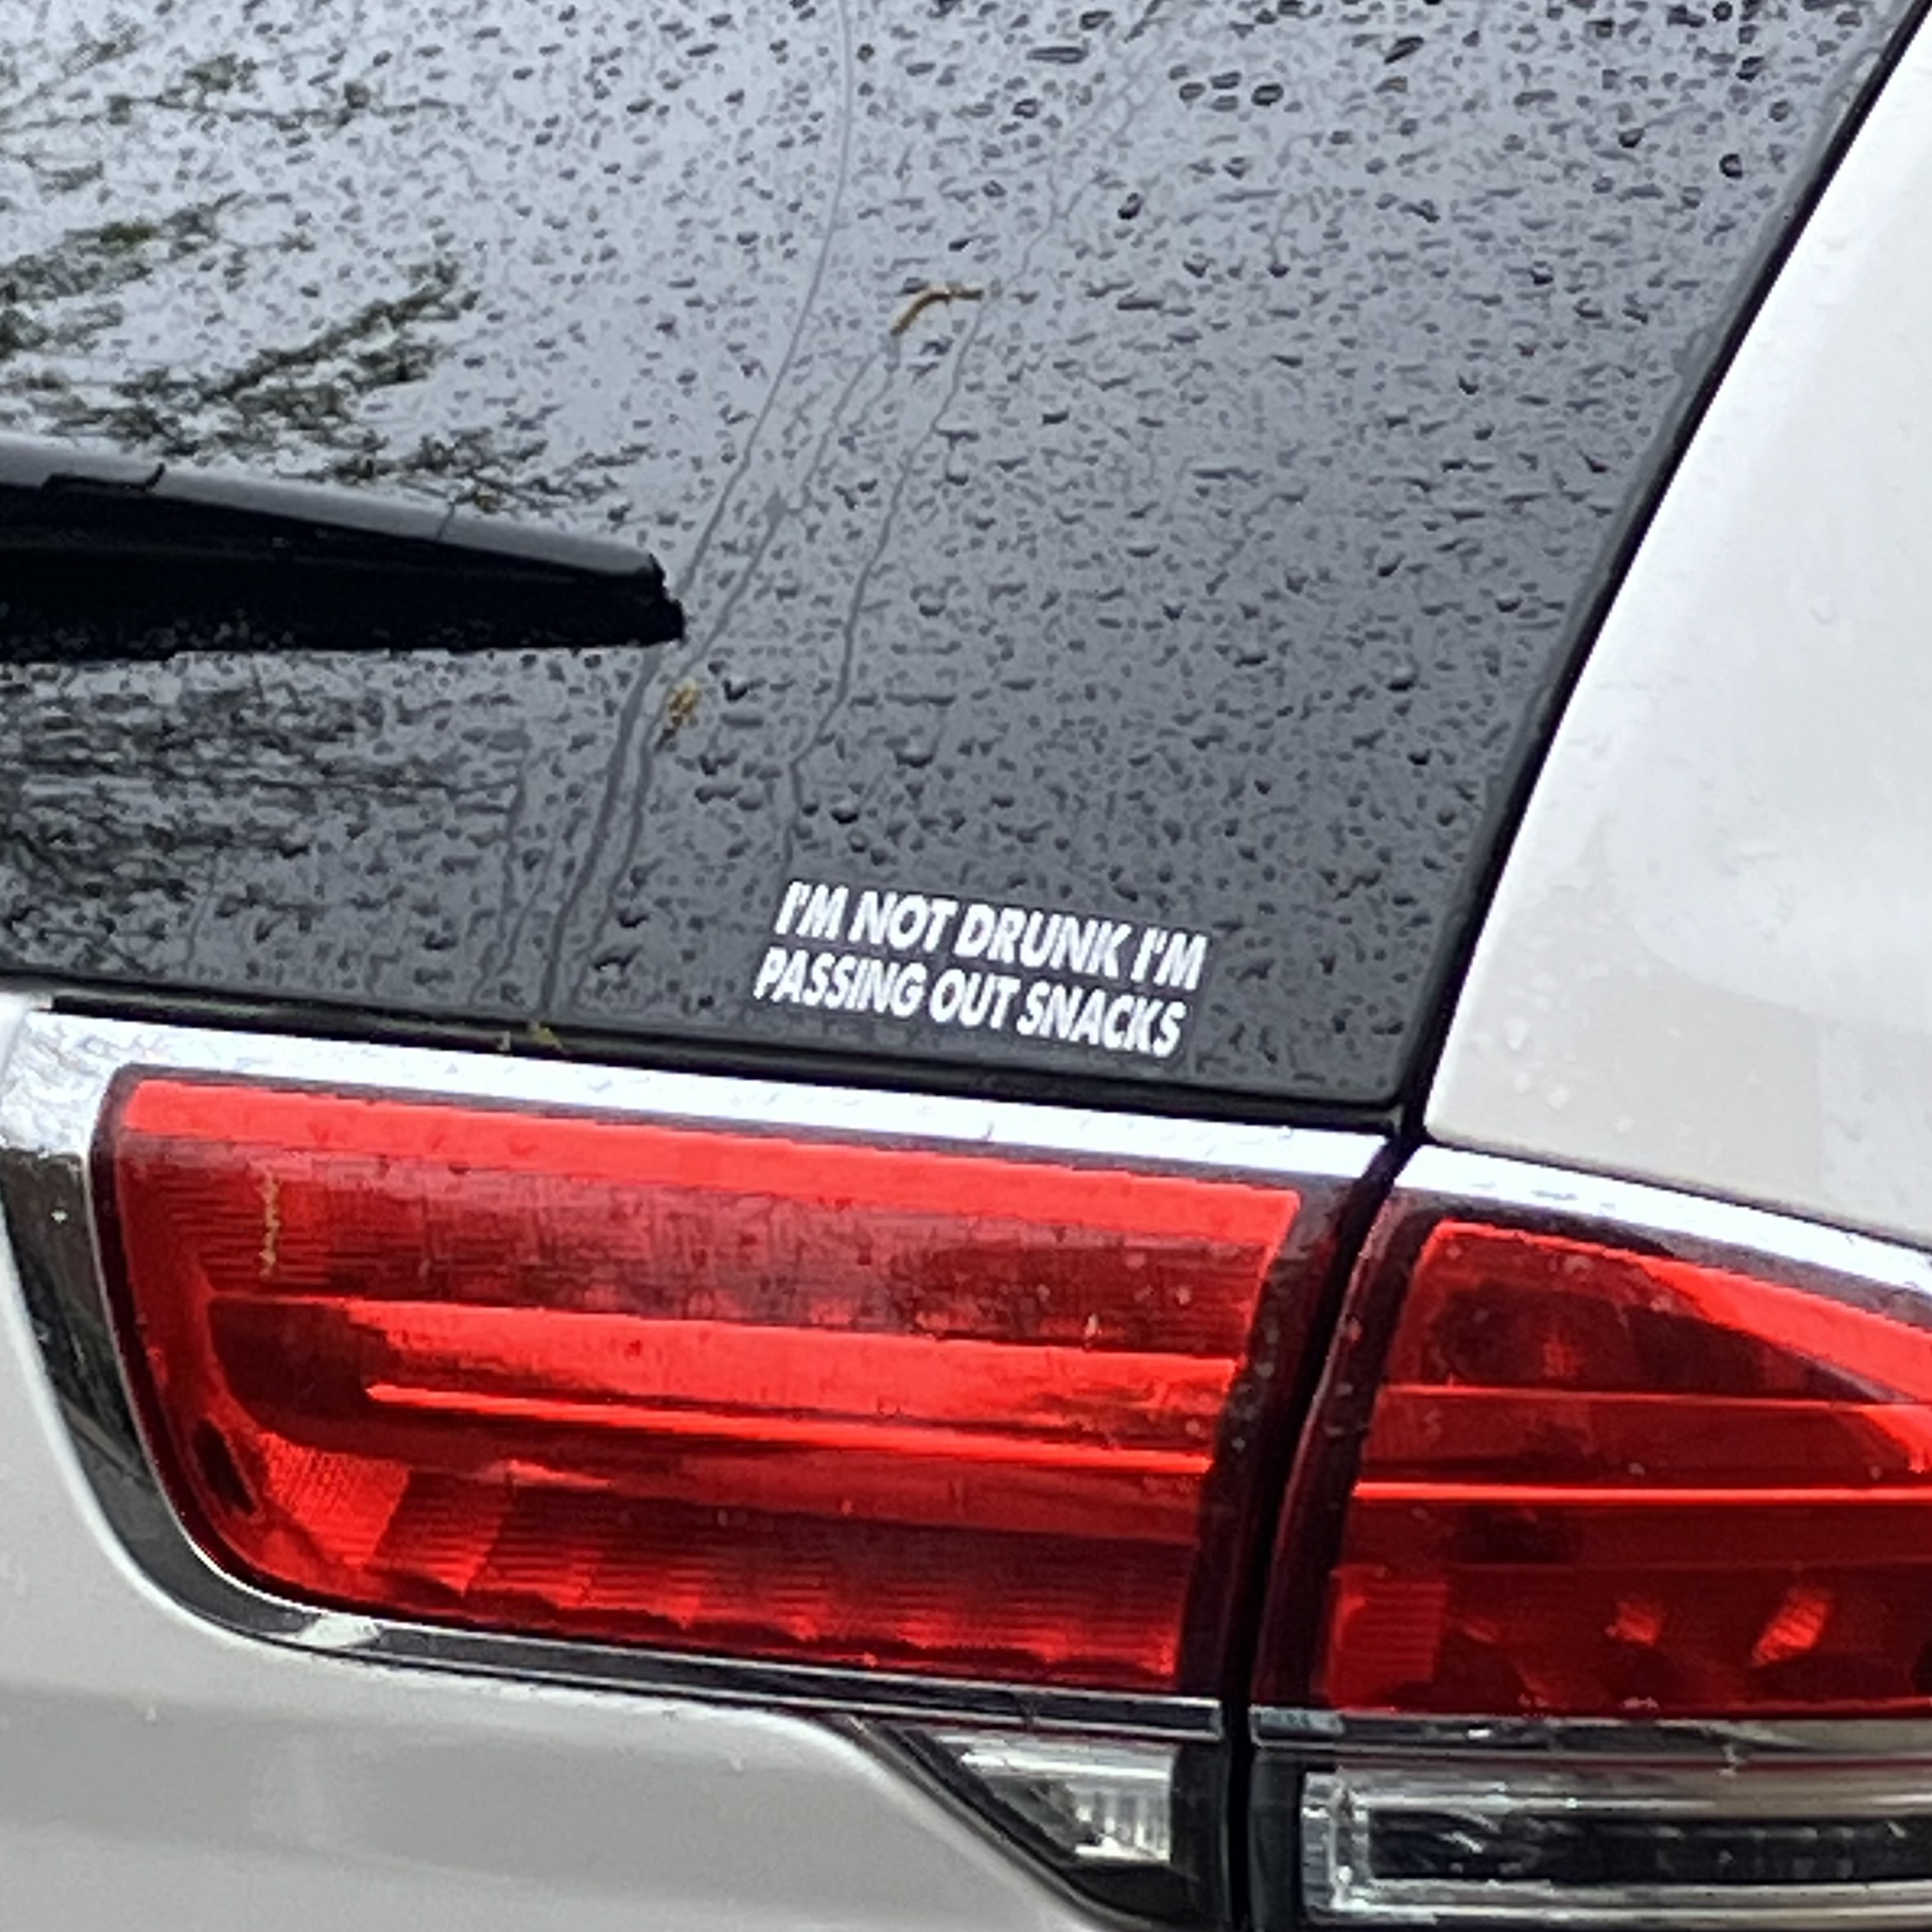 I'M NOT DRUNK I'M
PASSING OUT SNACKS